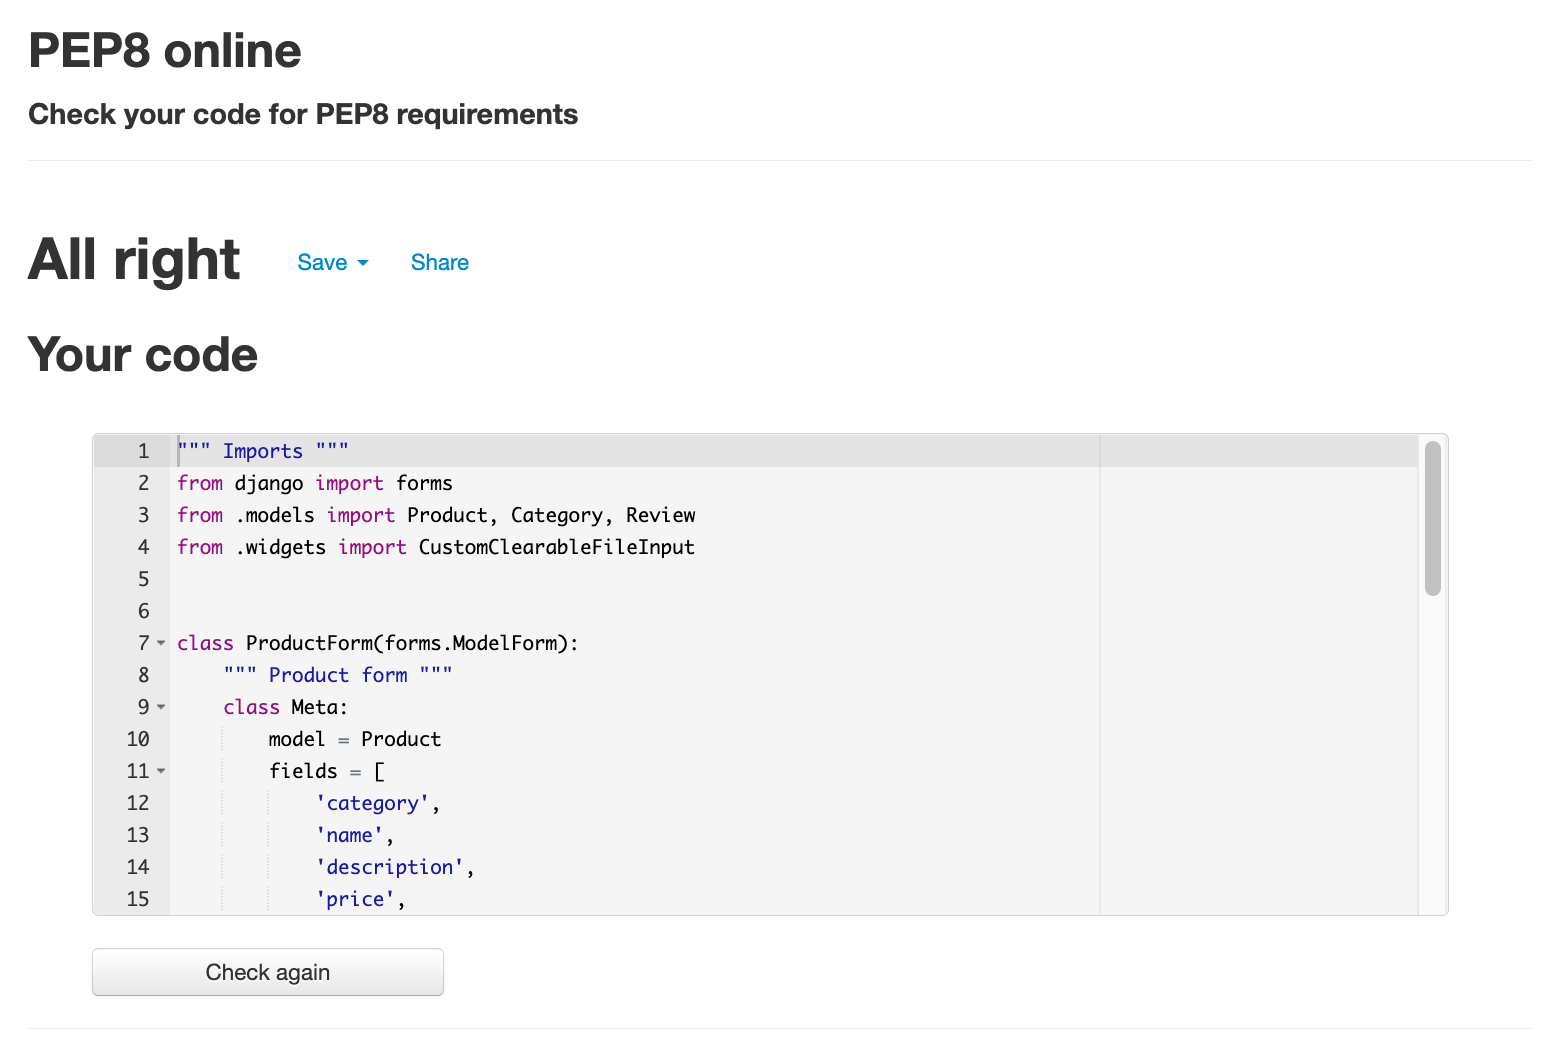 PEP8 online
Check your code for PEP8 requirements
All right Save Share
Your code
1 """ Imports """
2 from django import forms
3 from .models import Product, Category, Review
4 from .widgets import CustomClearableFileInput
5
6
7 class ProductForm(forms.ModelForm):
8     """ Product form """
9     class Meta:
10         model = Product
11         fields = [
12             'category',
13             'name',
14             'description',
15             'price',
Check again